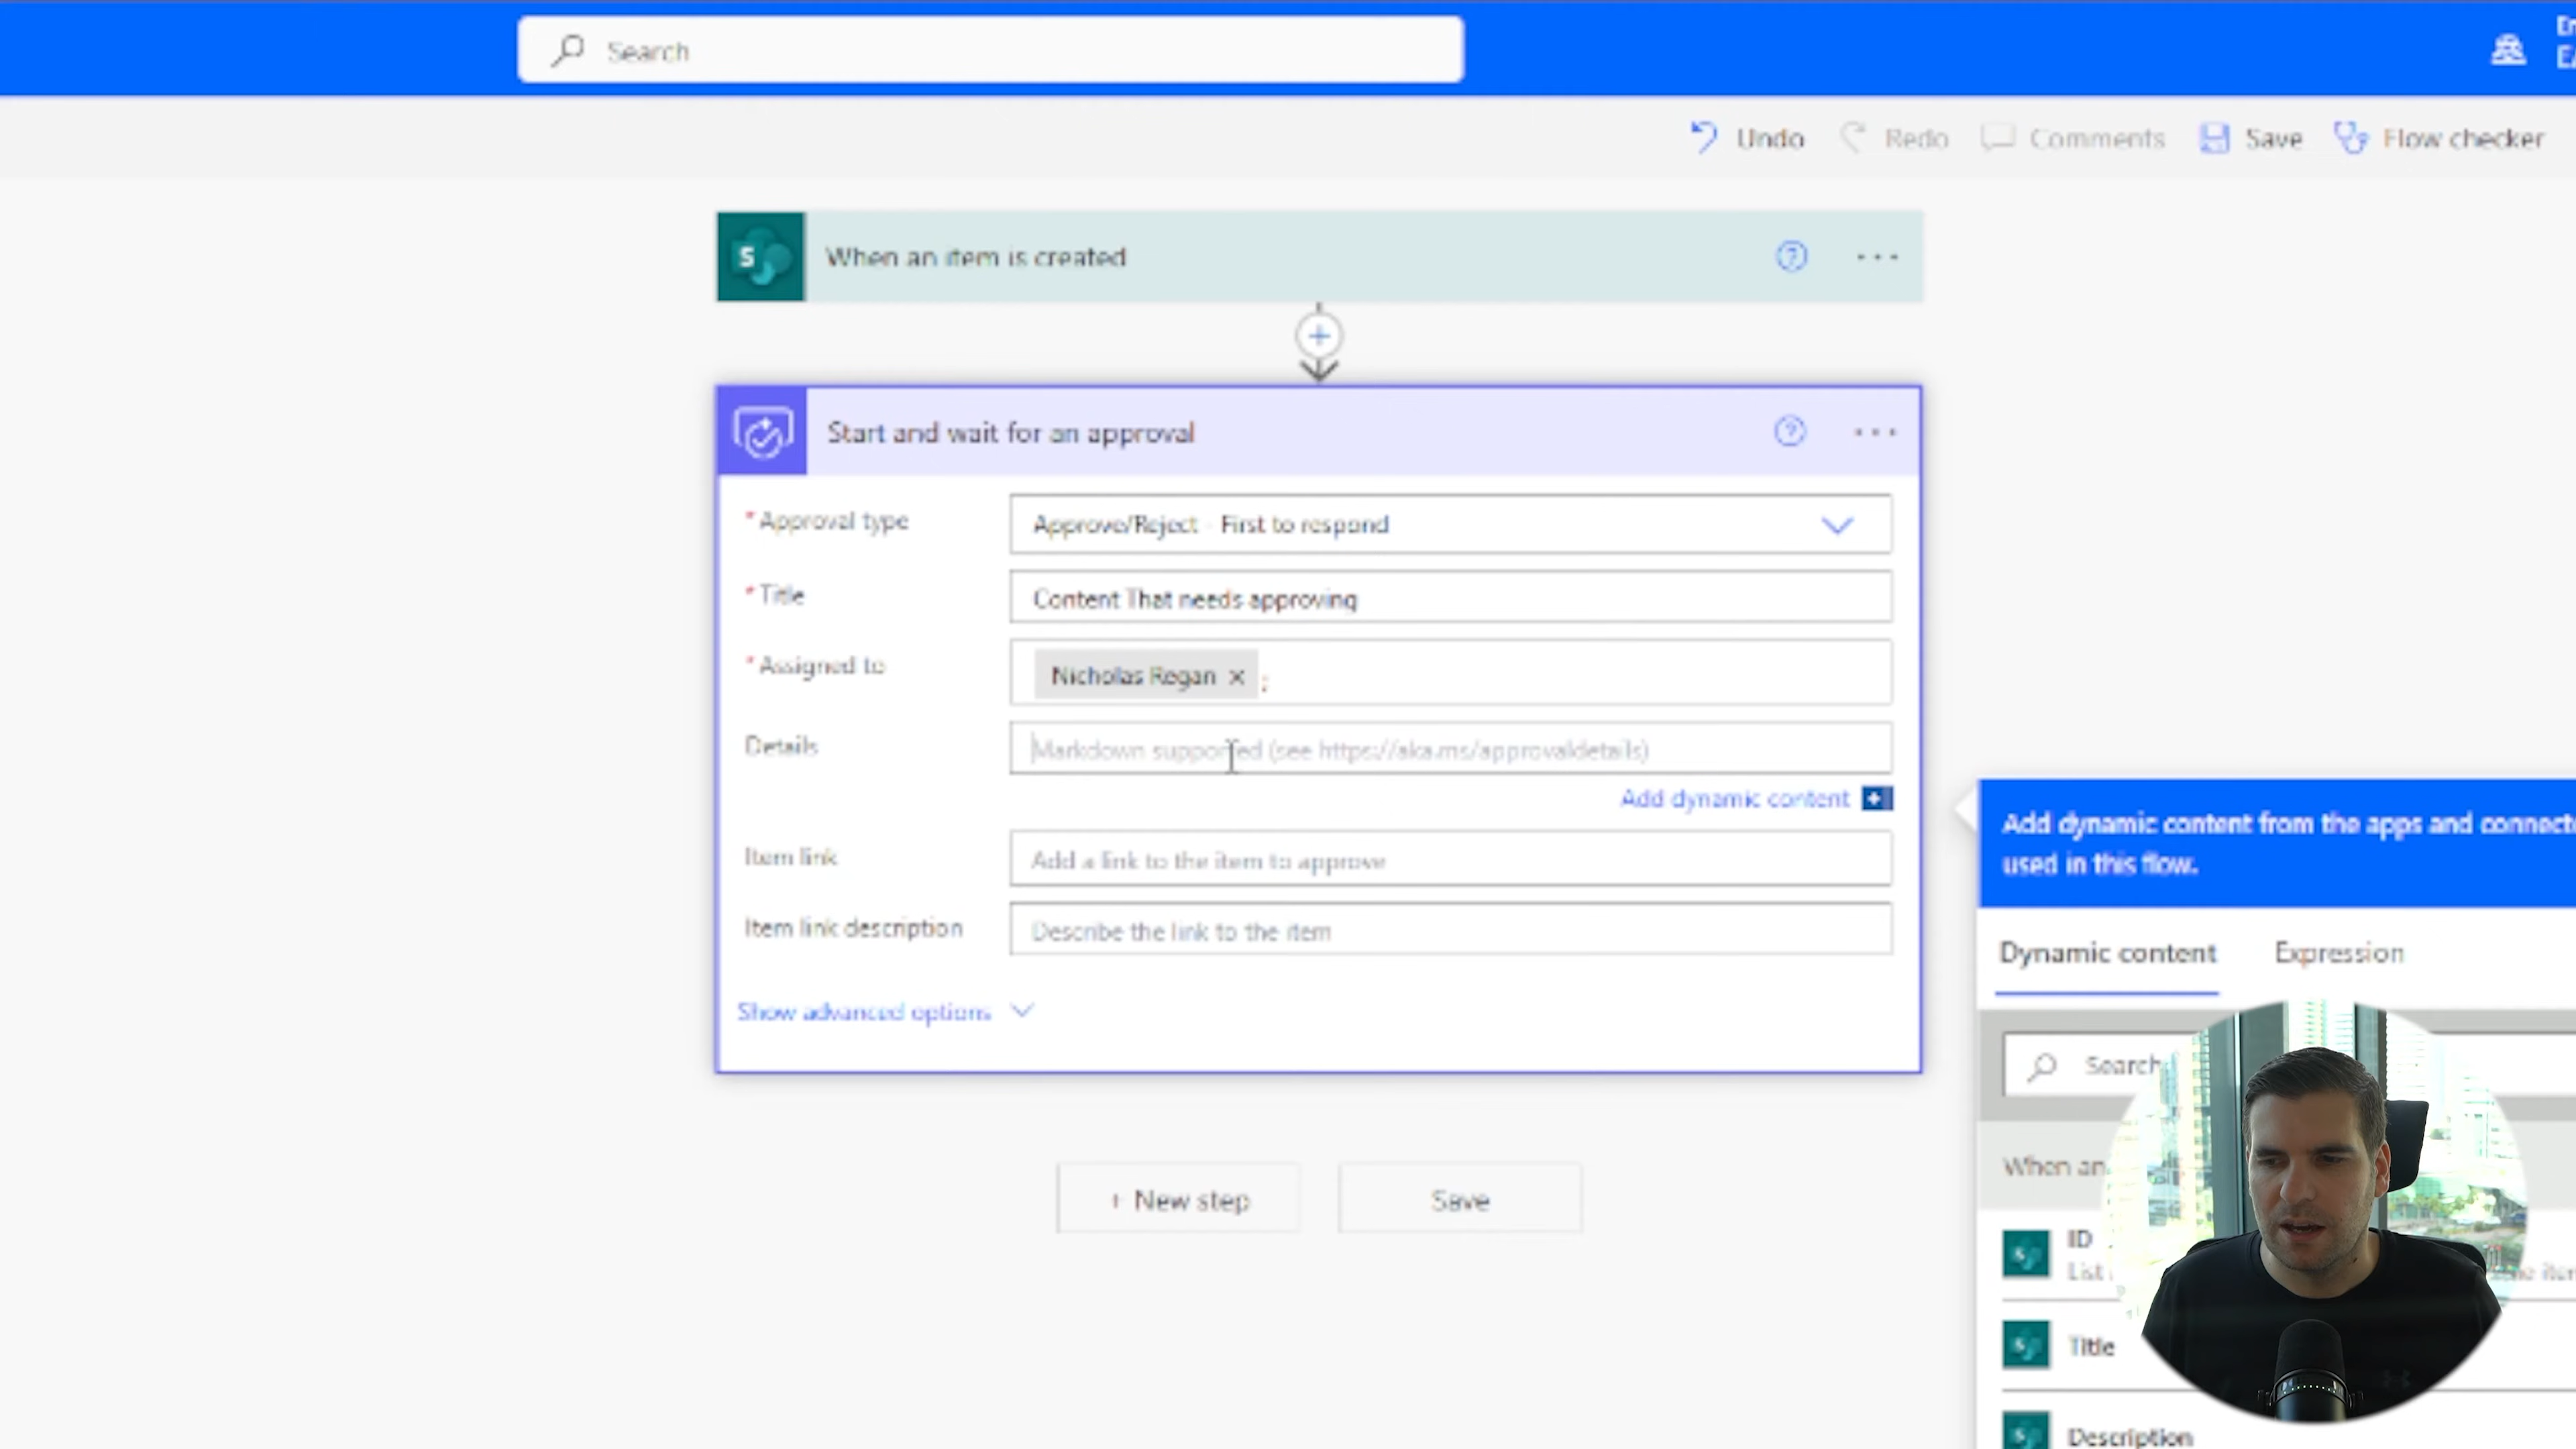 Search
Undo
Redo
Comments
Save
Flow checker
When an item is created
Start and wait for an approval
* Approval type
Approve/Reject - First to respond
* Title
Content That needs approving
* Assigned to
Nicholas Regan × ;
Details
Markdown supported (see https://aka.ms/approvaldetails)
Add dynamic content
Item link
Add a link to the item to approve
Item link description
Describe the link to the item
Show advanced options
+ New step
Save
Add dynamic content from the apps and
used in this flow.
Dynamic content
Expression
Search
When an
ID
List
Title
Description